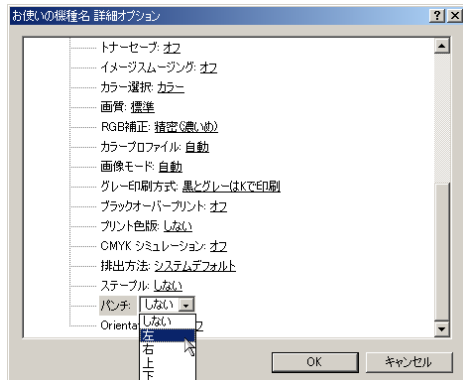 お使いの機種名 詳細オプション
トナーセーブ: オフ
イメージスムージング: オフ
カラー選択: カラー
画質: 標準
RGB補正: 精密(濃いめ)
カラープロファイル: 自動
画像モード: 自動
グレー印刷方式: 黒とグレーはKで印刷
ブラックオーバープリント: オフ
プリント色版: しない
CMYK シミュレーション: オフ
排出方法: システムデフォルト
ステープル: しない
パンチ: しない
しない
左
右
上
下
OK
キャンセル